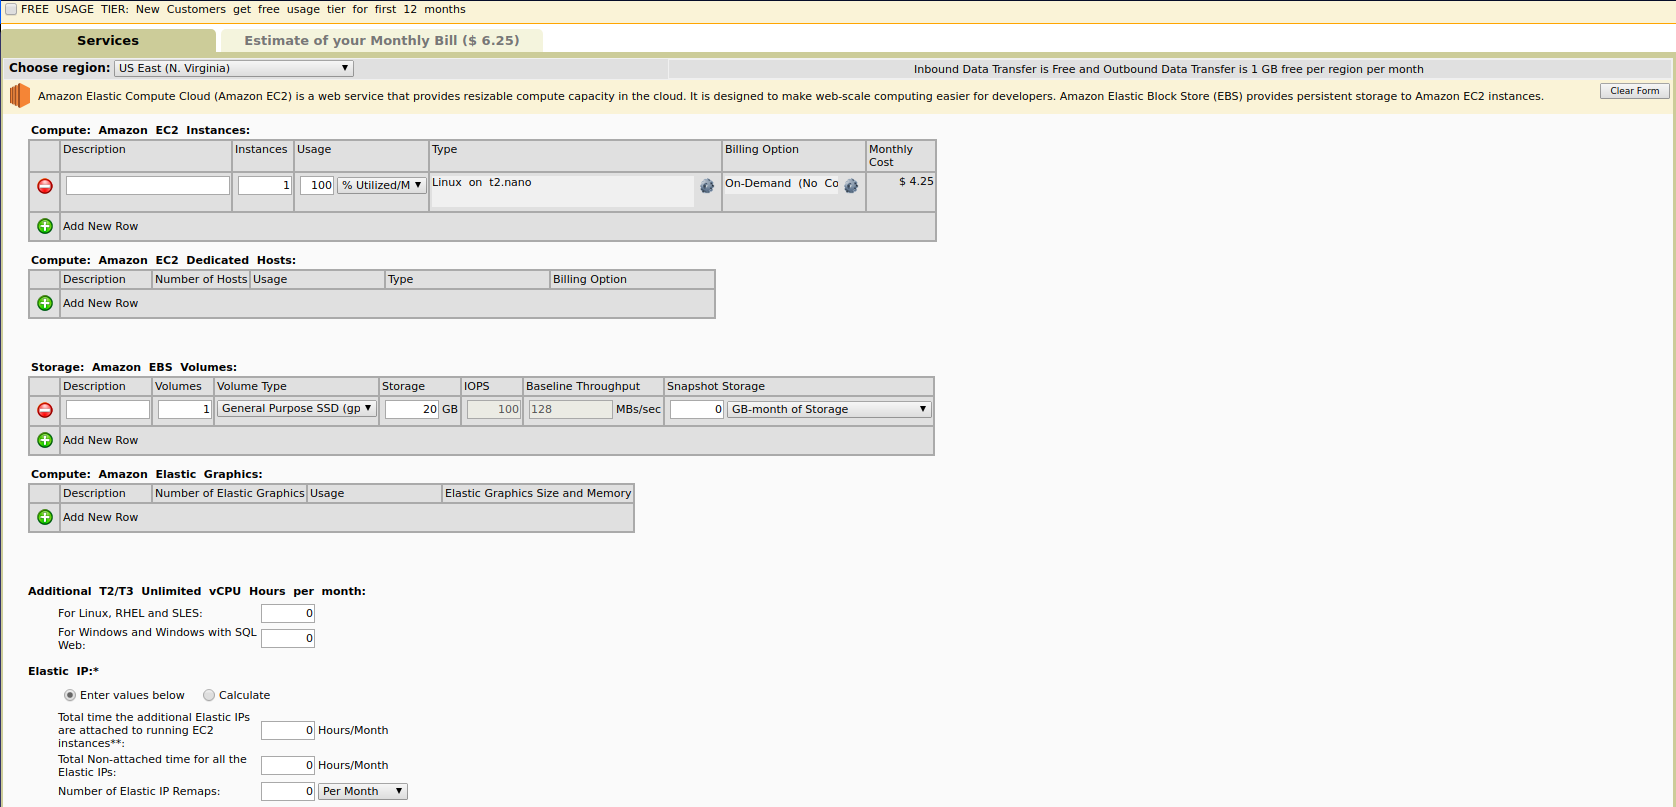 FREE USAGE TIER: New Customers get free usage tier for first 12 months
Services
Estimate of your Monthly Bill ($ 6.25)
Choose region: US East (N. Virginia)
Inbound Data Transfer is Free and Outbound Data Transfer is 1 GB free per region per month
Amazon Elastic Compute Cloud (Amazon EC2) is a web service that provides resizable compute capacity in the cloud. It is designed to make web-scale computing easier for developers. Amazon Elastic Block Store (EBS) provides persistent storage to Amazon EC2 instances.
Clear Form
Compute: Amazon EC2 Instances:
Description Instances Usage Type Billing Option Monthly Cost
1 100 % Utilized/M Linux on t2.nano On-Demand (No Co $ 4.25
Add New Row
Compute: Amazon EC2 Dedicated Hosts:
Description Number of Hosts Usage Type Billing Option
Add New Row
Storage: Amazon EBS Volumes:
Description Volumes Volume Type Storage IOPS Baseline Throughput Snapshot Storage
1 General Purpose SSD (gp 20 GB 100 128 MBs/sec 0 GB-month of Storage
Add New Row
Compute: Amazon Elastic Graphics:
Description Number of Elastic Graphics Usage Elastic Graphics Size and Memory
Add New Row
Additional T2/T3 Unlimited vCPU Hours per month:
For Linux, RHEL and SLES: 0
For Windows and Windows with SQL
Web: 0
Elastic IP:*
Enter values below Calculate
Total time the additional Elastic IPs
are attached to running EC2
instances**: 0 Hours/Month
Total Non-attached time for all the
Elastic IPs: 0 Hours/Month
Number of Elastic IP Remaps: 0 Per Month